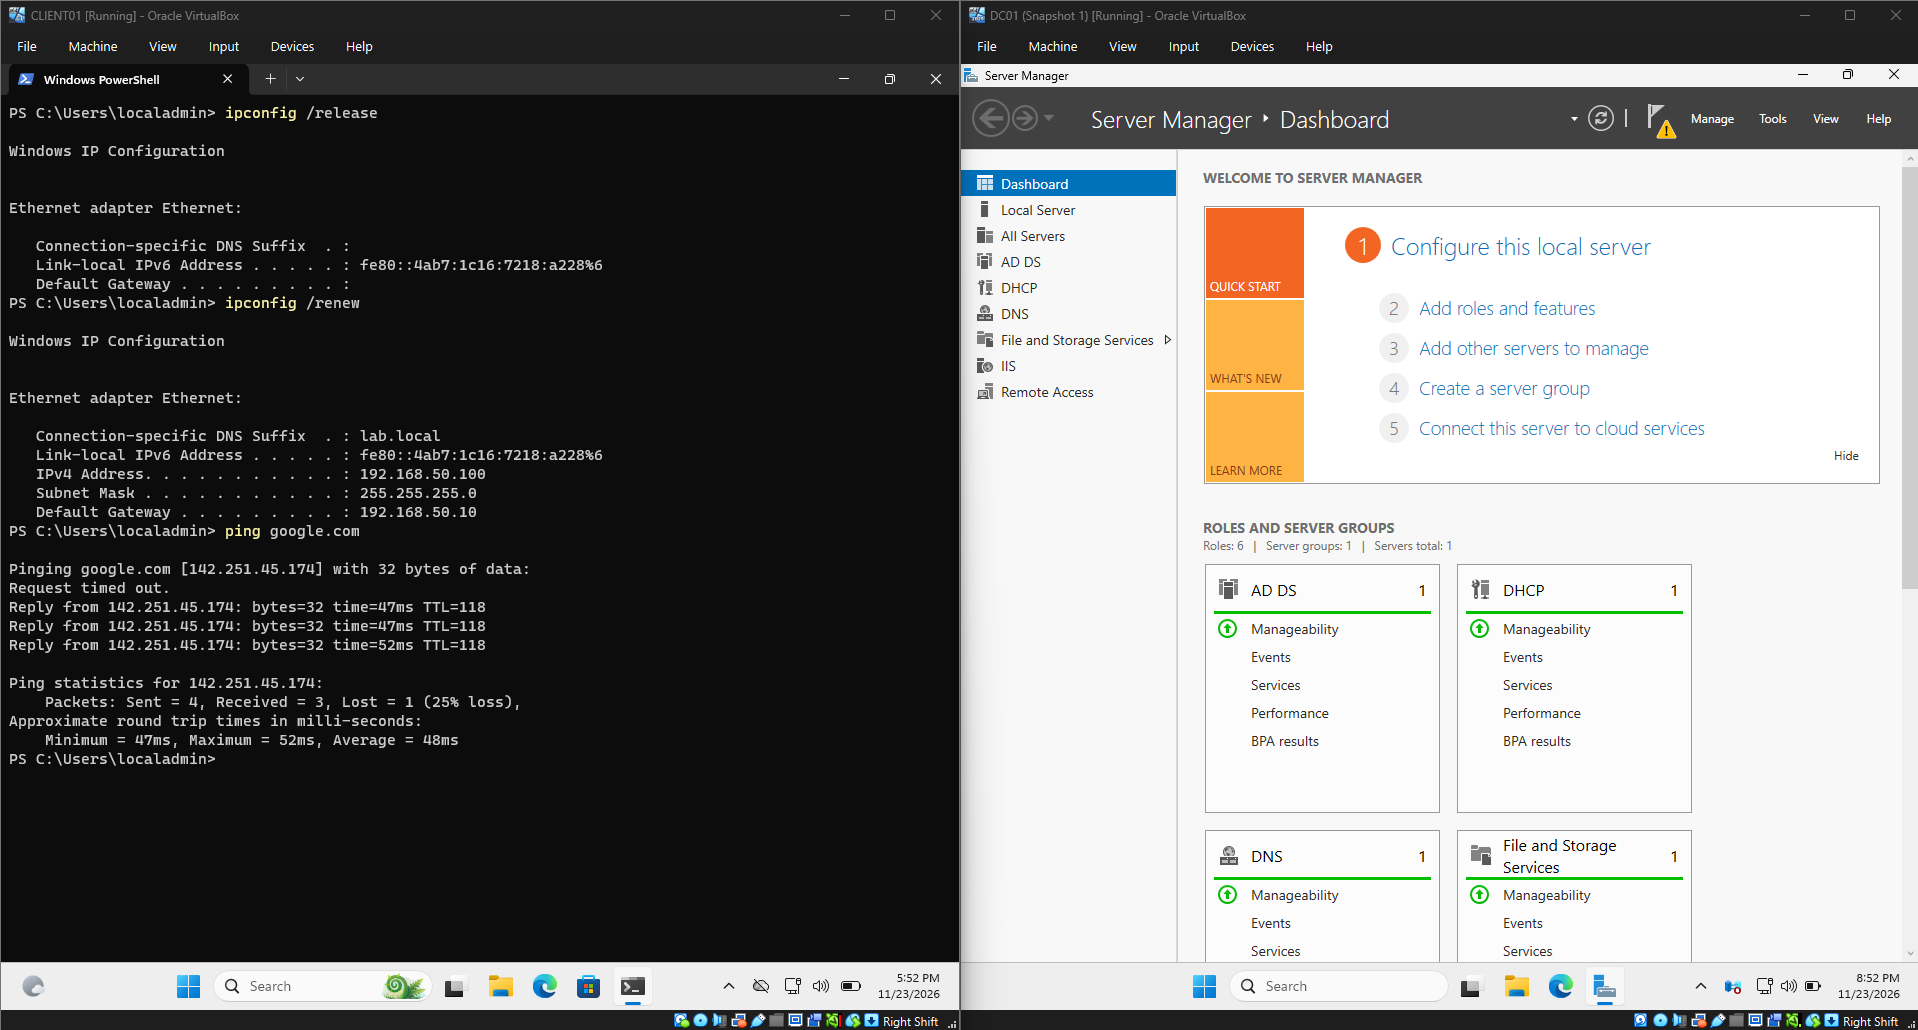 CLIENT01 [Running] - Oracle VirtualBox
File Machine View Input Devices Help
Windows PowerShell
PS C:\Users\localadmin> ipconfig /release
Windows IP Configuration
Ethernet adapter Ethernet:
Connection-specific DNS Suffix . :
Link-local IPv6 Address . . . . . : fe80::4ab7:1c16:7218:a228%6
Default Gateway . . . . . . . . . :
PS C:\Users\localadmin> ipconfig /renew
Windows IP Configuration
Ethernet adapter Ethernet:
Connection-specific DNS Suffix . : lab.local
Link-local IPv6 Address . . . . . : fe80::4ab7:1c16:7218:a228%6
IPv4 Address. . . . . . . . . . . : 192.168.50.100
Subnet Mask . . . . . . . . . . . : 255.255.255.0
Default Gateway . . . . . . . . . : 192.168.50.10
PS C:\Users\localadmin> ping google.com
Pinging google.com [142.251.45.174] with 32 bytes of data:
Request timed out.
Reply from 142.251.45.174: bytes=32 time=47ms TTL=118
Reply from 142.251.45.174: bytes=32 time=47ms TTL=118
Reply from 142.251.45.174: bytes=32 time=52ms TTL=118
Ping statistics for 142.251.45.174:
Packets: Sent = 4, Received = 3, Lost = 1 (25% loss),
Approximate round trip times in milli-seconds:
Minimum = 47ms, Maximum = 52ms, Average = 48ms
PS C:\Users\localadmin>
Search
5:52 PM
11/23/2026
Right Shift
DC01 (Snapshot 1) [Running] - Oracle VirtualBox
File Machine View Input Devices Help
Server Manager
Server Manager Dashboard
Manage Tools View Help
Dashboard
Local Server
All Servers
AD DS
DHCP
DNS
File and Storage Services
IIS
Remote Access
WELCOME TO SERVER MANAGER
QUICK START
WHAT'S NEW
LEARN MORE
1 Configure this local server
2 Add roles and features
3 Add other servers to manage
4 Create a server group
5 Connect this server to cloud services
Hide
ROLES AND SERVER GROUPS
Roles: 6 | Server groups: 1 | Servers total: 1
AD DS 1
Manageability
Events
Services
Performance
BPA results
DHCP 1
Manageability
Events
Services
Performance
BPA results
DNS 1
Manageability
Events
Services
File and Storage
Services 1
Manageability
Events
Services
Search
8:52 PM
11/23/2026
Right Shift